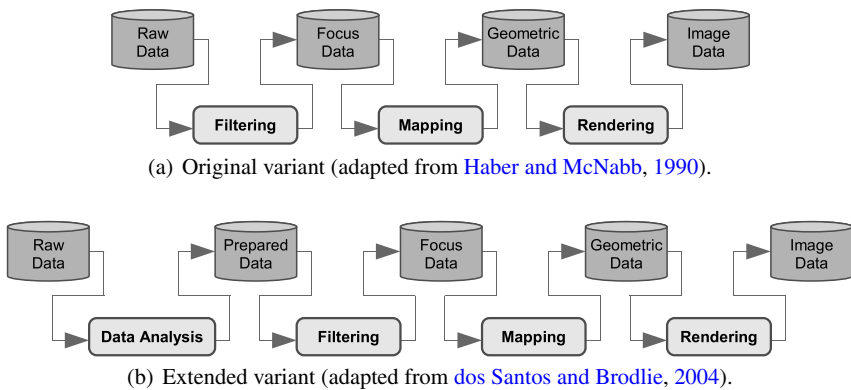 Raw Data
Focus Data
Geometric Data
Image Data
Filtering
Mapping
Rendering
(a) Original variant (adapted from Haber and McNabb, 1990).
Raw Data
Prepared Data
Focus Data
Geometric Data
Image Data
Data Analysis
Filtering
Mapping
Rendering
(b) Extended variant (adapted from dos Santos and Brodlie, 2004).